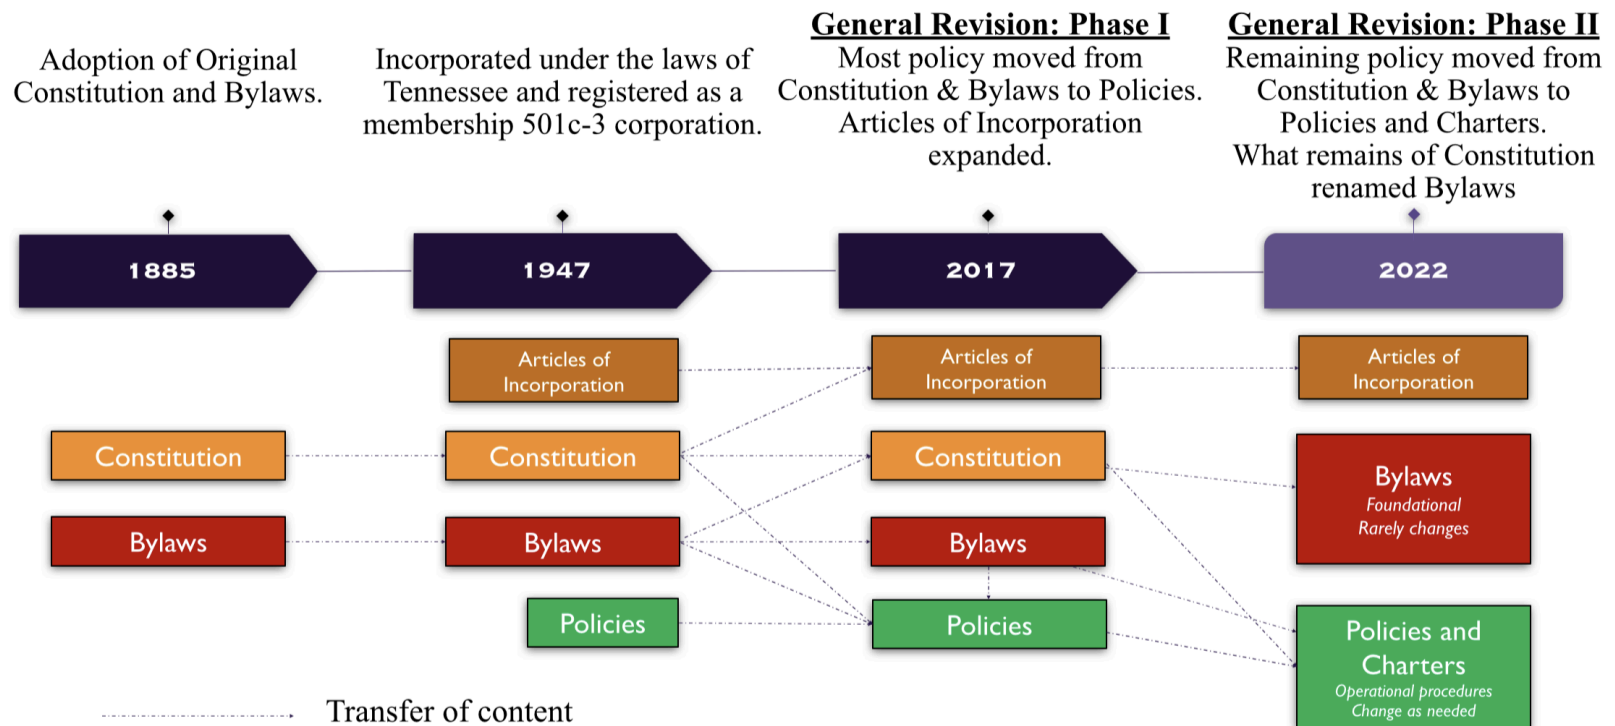 Adoption of Original
Constitution and Bylaws.
Incorporated under the laws of
Tennessee and registered as a
membership 501c-3 corporation.
General Revision: Phase I
Most policy moved from
Constitution & Bylaws to Policies.
Articles of Incorporation
expanded.
General Revision: Phase II
Remaining policy moved from
Constitution & Bylaws to
Policies and Charters.
What remains of Constitution
renamed Bylaws
1885
1947
2017
2022
Articles of
Incorporation
Articles of
Incorporation
Articles of
Incorporation
Constitution
Constitution
Constitution
Bylaws
Foundational
Rarely changes
Bylaws
Bylaws
Bylaws
Policies
Policies
Policies and
Charters
Operational procedures
Change as needed
Transfer of content